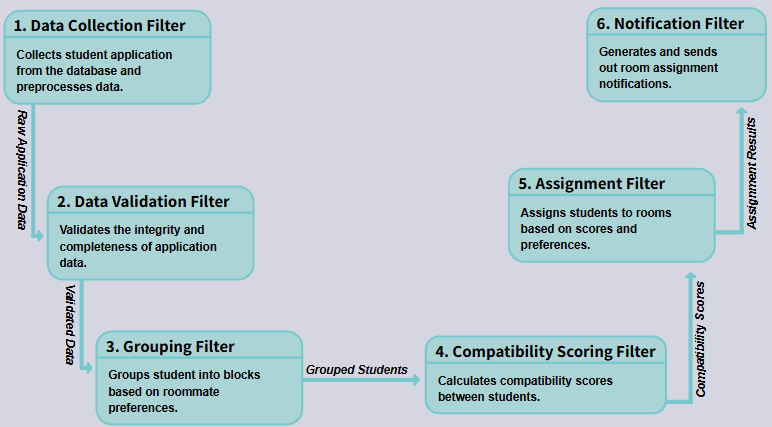 1. Data Collection Filter
Collects student application
from the database and
preprocesses data.
Raw Application Data
2. Data Validation Filter
Validates the integrity and
completeness of application
data.
Validated Data
3. Grouping Filter
Groups student into blocks
based on roommate
preferences.
Grouped Students
4. Compatibility Scoring Filter
Calculates compatibility scores
between students.
Compatibility Scores
5. Assignment Filter
Assigns students to rooms
based on scores and
preferences.
Assignment Results
6. Notification Filter
Generates and sends
out room assignment
notifications.